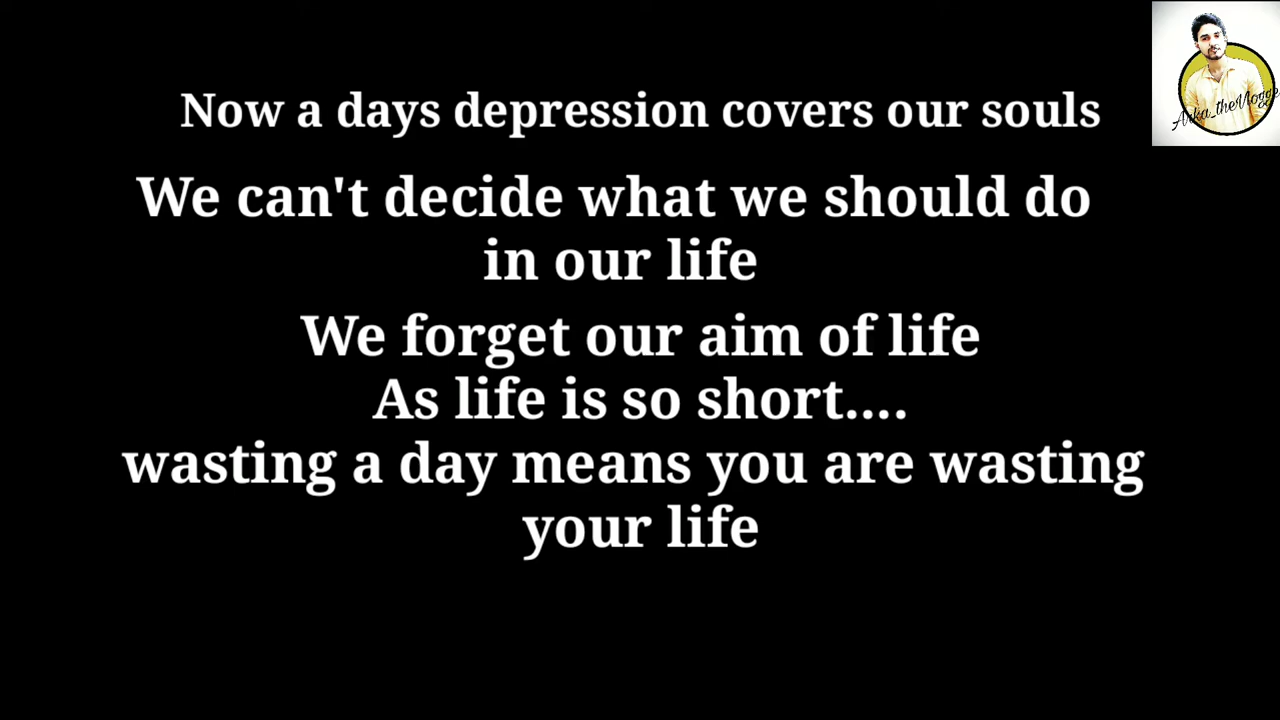 Now a days depression covers our souls
We can't decide what we should do
in our life
We forget our aim of life
As life is so short....
wasting a day means you are wasting
your life